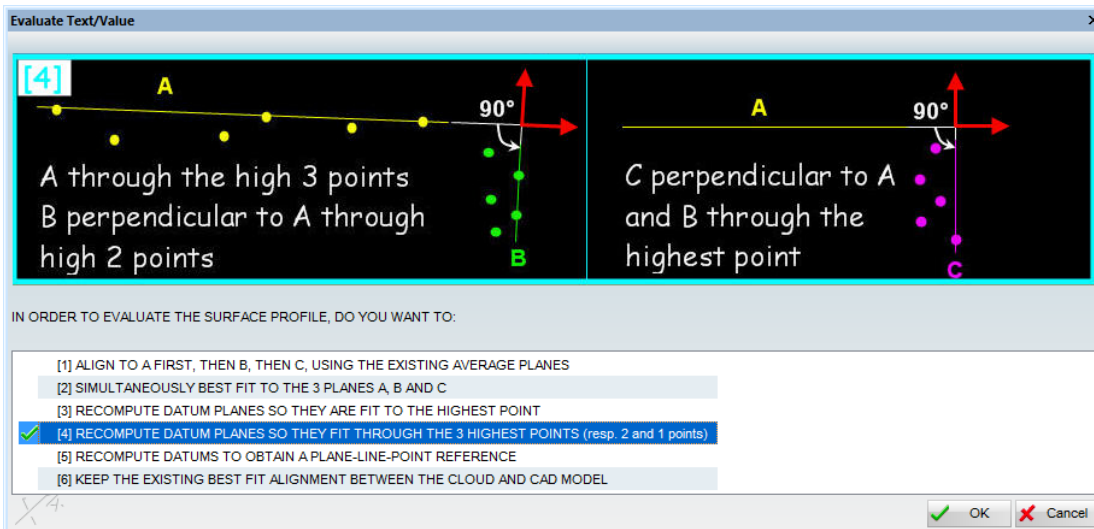 Evaluate Text/Value
[4]
A
90°
A through the high 3 points
B perpendicular to A through
high 2 points
B
A
90°
C perpendicular to A
and B through the
highest point
C
IN ORDER TO EVALUATE THE SURFACE PROFILE, DO YOU WANT TO:
[1] ALIGN TO A FIRST, THEN B, THEN C, USING THE EXISTING AVERAGE PLANES
[2] SIMULTANEOUSLY BEST FIT TO THE 3 PLANES A, B AND C
[3] RECOMPUTE DATUM PLANES SO THEY ARE FIT TO THE HIGHEST POINT
[4] RECOMPUTE DATUM PLANES SO THEY FIT THROUGH THE 3 HIGHEST POINTS (resp. 2 and 1 points)
[5] RECOMPUTE DATUMS TO OBTAIN A PLANE-LINE-POINT REFERENCE
[6] KEEP THE EXISTING BEST FIT ALIGNMENT BETWEEN THE CLOUD AND CAD MODEL
OK
Cancel